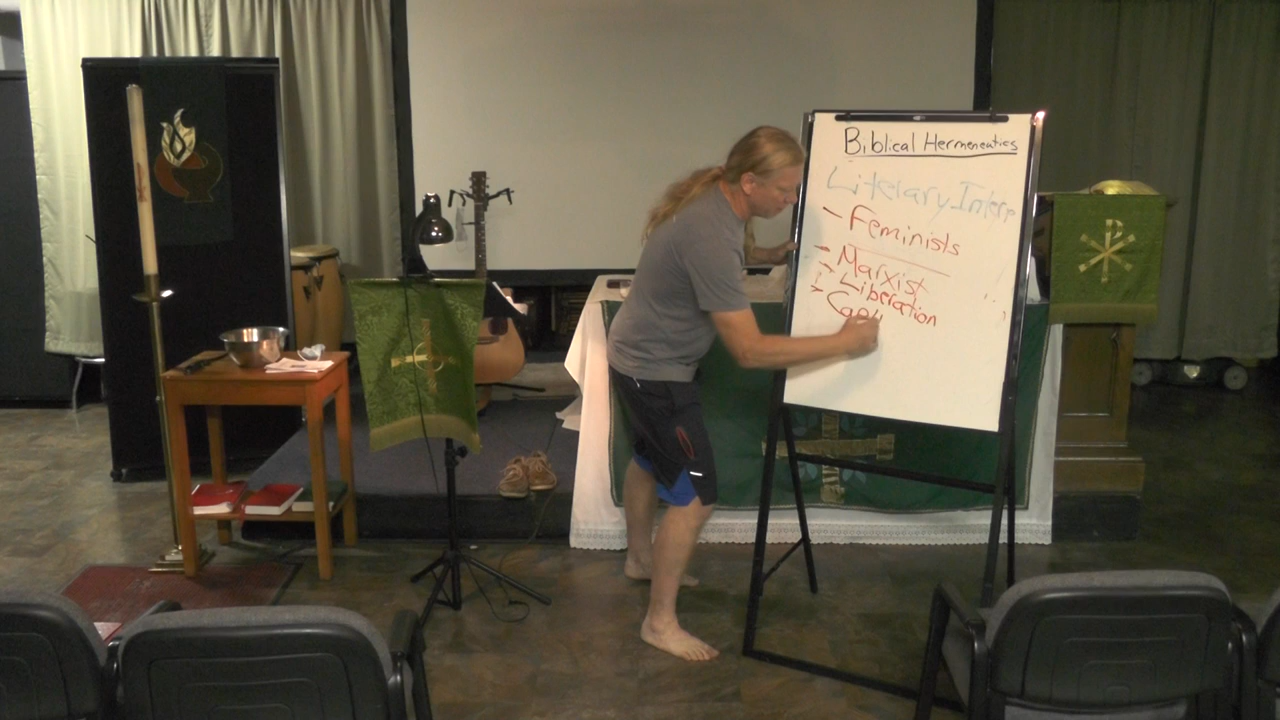 Biblical Hermeneutics
Literary Interp
- Feminists
- Marxist
- Liberation
-